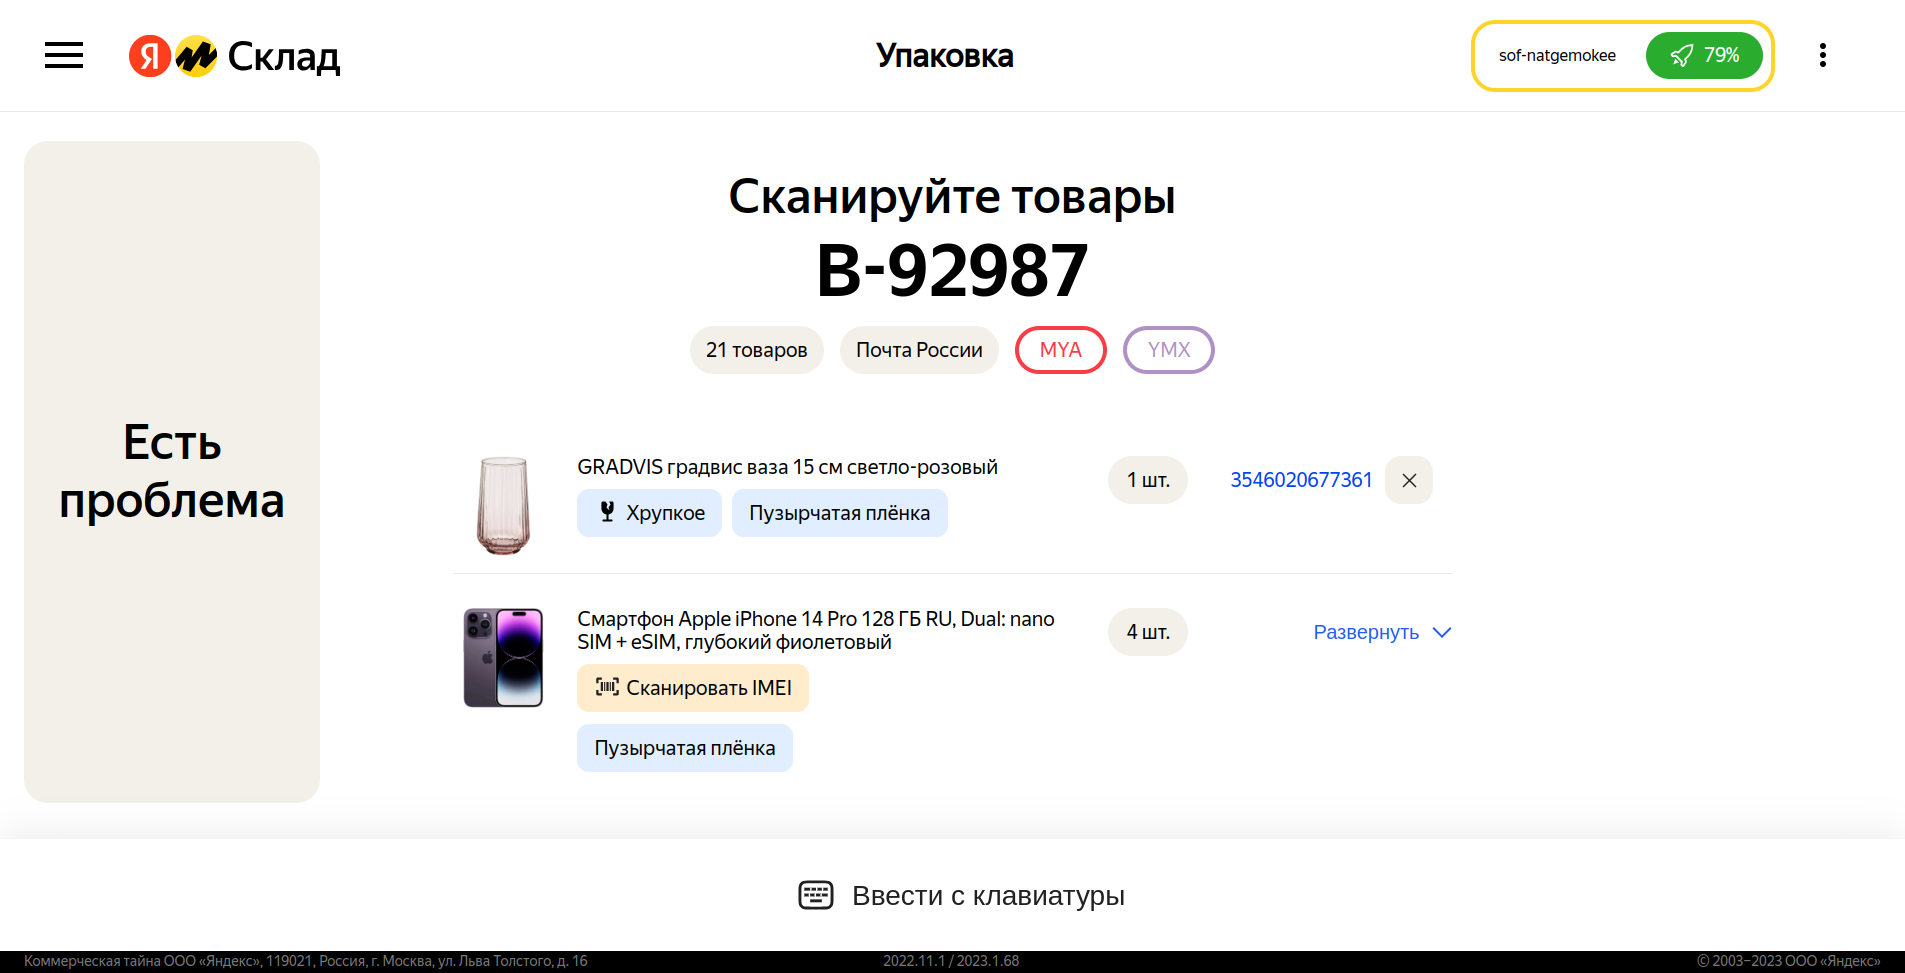 Я Склад
Упаковка
sof-natgemokee
79%
Есть
проблема
Сканируйте товары
B-92987
21 товаров
Почта России
MYA
YMX
GRADVIS градвис ваза 15 см светло-розовый
1 шт.
3546020677361
Хрупкое
Пузырчатая плёнка
Смартфон Apple iPhone 14 Pro 128 ГБ RU, Dual: nano
SIM + eSIM, глубокий фиолетовый
4 шт.
Развернуть
Сканировать IMEI
Пузырчатая плёнка
Ввести с клавиатуры
Коммерческая тайна ООО «Яндекс», 119021, Россия, г. Москва, ул. Льва Толстого, д. 16
2022.11.1 / 2023.1.68
© 2003–2023 ООО «Яндекс»